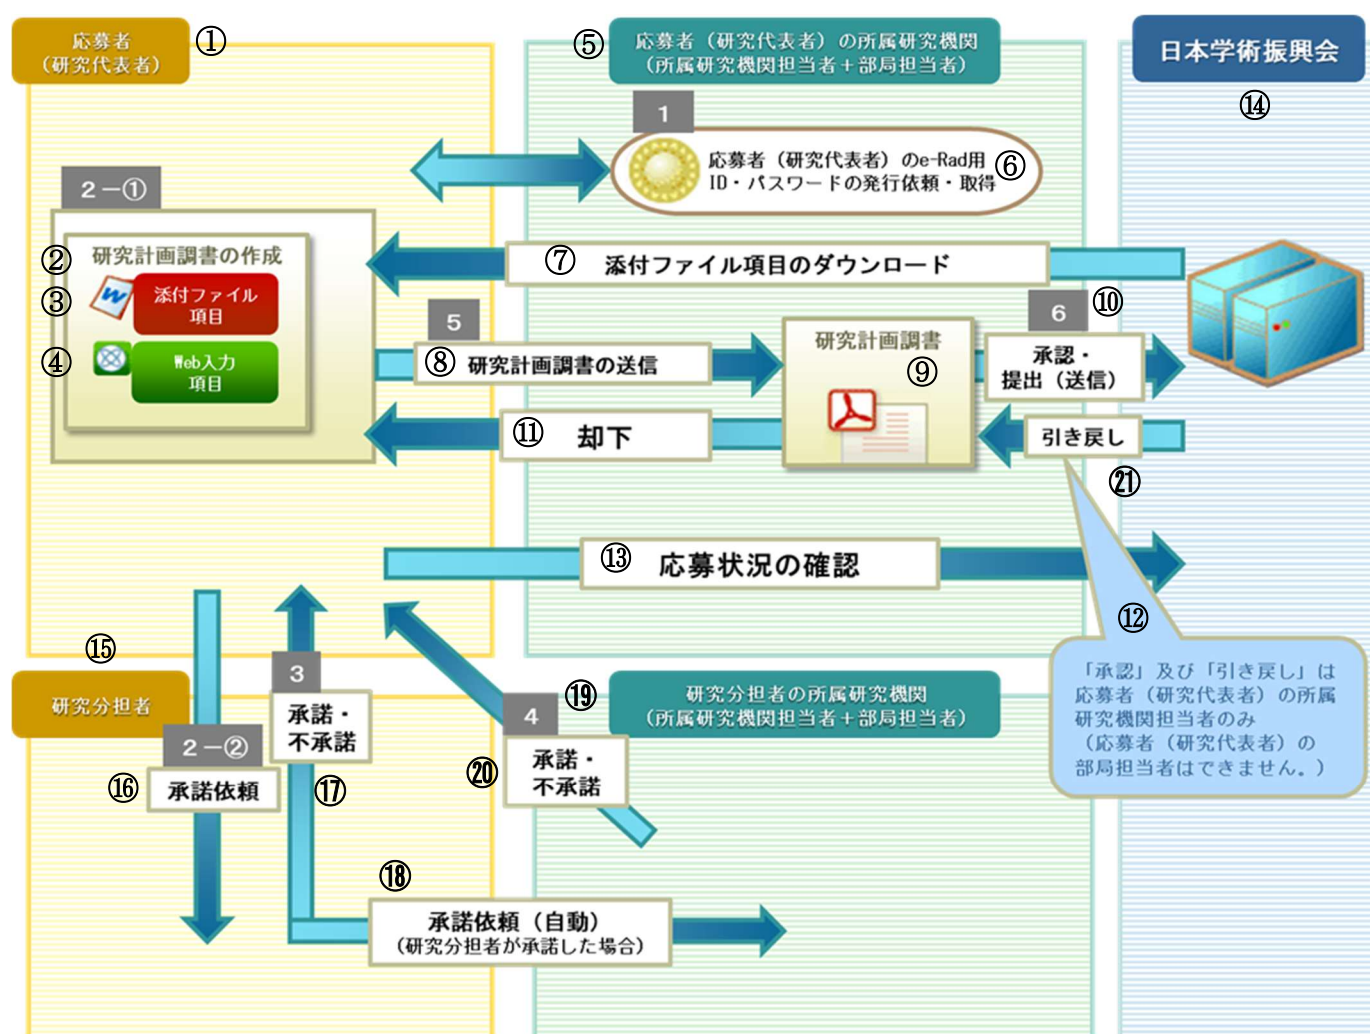 応募者
(研究代表者)
①
⑤
応募者（研究代表者）の所属研究機関
(所属研究機関担当者＋部局担当者)
日本学術振興会
⑭
1
応募者（研究代表者）のe-Rad用
ID・パスワードの発行依頼・取得
⑥
2－①
②
研究計画調書の作成
③
添付ファイル
項目
④
Web入力
項目
⑦
添付ファイル項目のダウンロード
5
⑧
研究計画調書の送信
研究計画調書
⑨
6
⑩
承認・
提出（送信）
⑪
却下
引き戻し
㉑
⑬
応募状況の確認
⑫
「承認」及び「引き戻し」は
応募者（研究代表者）の所属
研究機関担当者のみ
（応募者（研究代表者）の
部局担当者はできません。）
⑮
研究分担者
2－②
⑯
承諾依頼
3
承諾・
不承諾
⑰
⑲
研究分担者の所属研究機関
(所属研究機関担当者＋部局担当者)
4
⑳
承諾・
不承諾
⑱
承諾依頼（自動）
(研究分担者が承諾した場合)